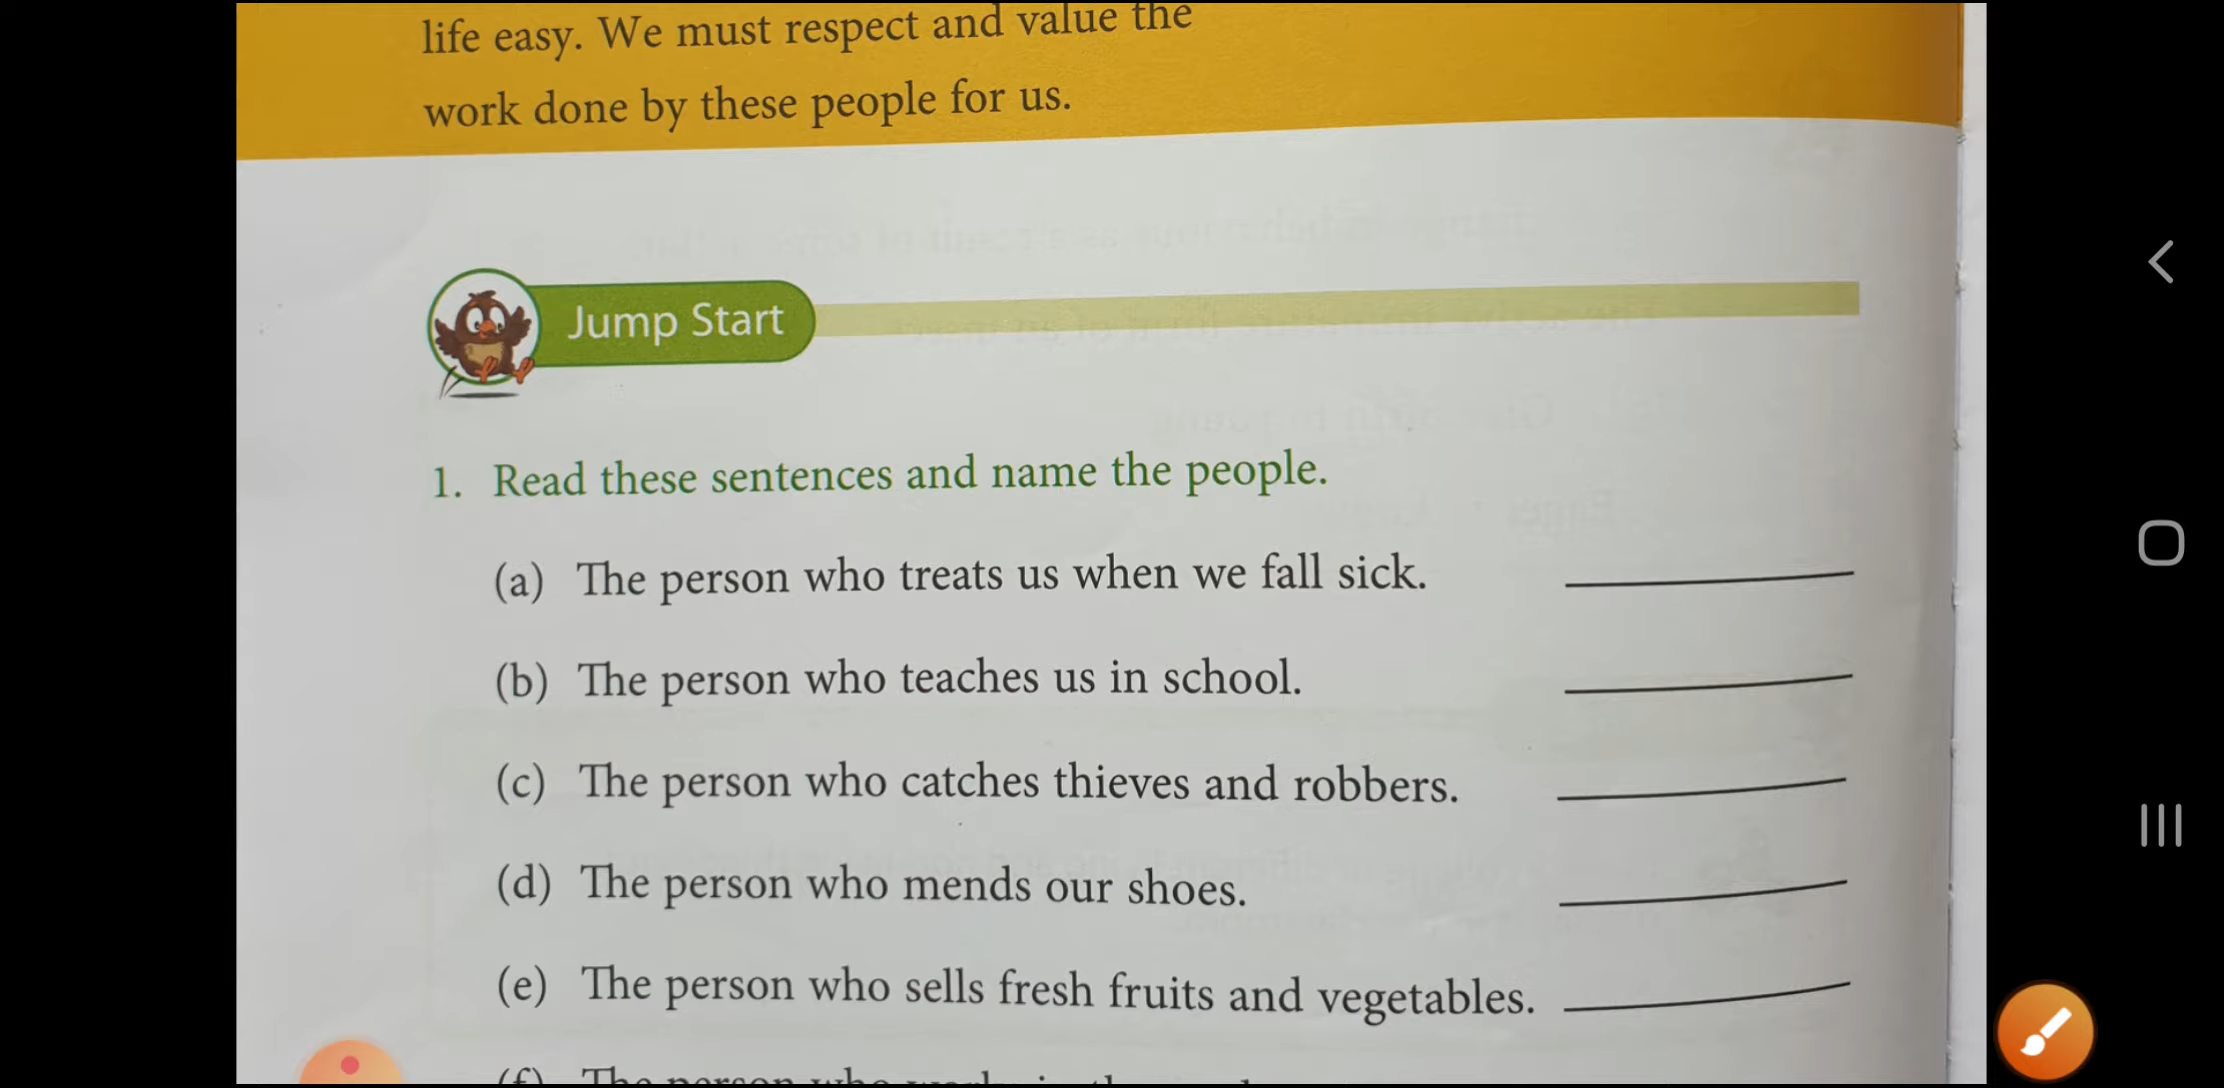 life easy. We must respect and value the
work done by these people for us.
Jump Start
1. Read these sentences and name the people.
(a) The person who treats us when we fall sick.
(b) The person who teaches us in school.
(c) The person who catches thieves and robbers.
(d) The person who mends our shoes.
(e) The person who sells fresh fruits and vegetables.
(f) The person who